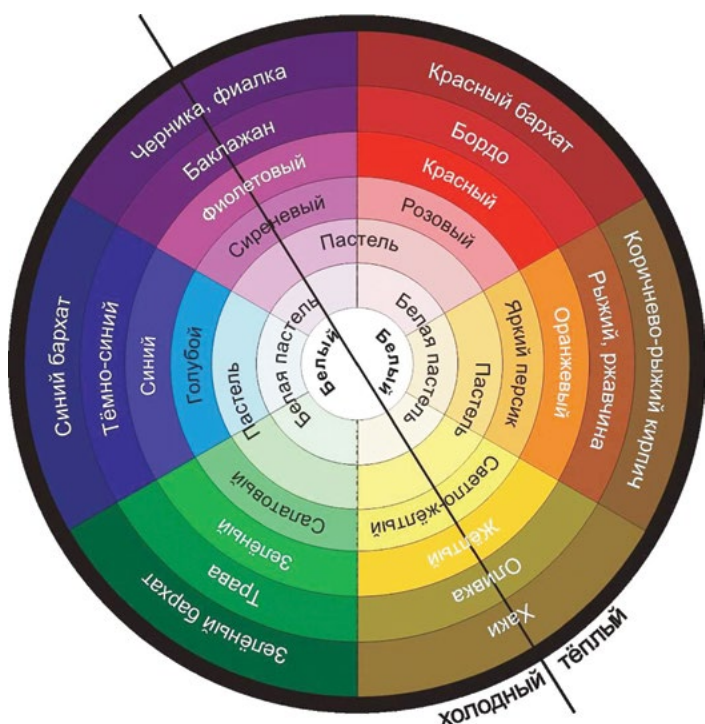 Черника, фиалка
Баклажан
Фиолетовый
Сиреневый
Пастель
Белая пастель
Белый
Красный бархат
Бордо
Красный
Розовый
Белая пастель
Белый
Коричнево-рыжий кирпич
Рыжий, ржавчина
Оранжевый
Яркий персик
Пастель
Синий бархат
Тёмно-синий
Синий
Голубой
Пастель
Салатовый
Зелёный
Трава
Зелёный бархат
Светло-жёлтый
Жёлтый
Оливка
Хаки
холодный
тёплый